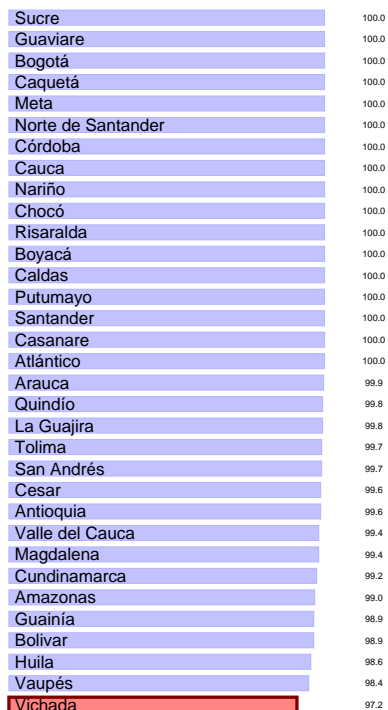 Sucre 100.0
Guaviare 100.0
Bogotá 100.0
Caquetá 100.0
Meta 100.0
Norte de Santander 100.0
Córdoba 100.0
Cauca 100.0
Nariño 100.0
Chocó 100.0
Risaralda 100.0
Boyacá 100.0
Caldas 100.0
Putumayo 100.0
Santander 100.0
Casanare 100.0
Atlántico 100.0
Arauca 99.9
Quindío 99.8
La Guajira 99.8
Tolima 99.7
San Andrés 99.7
Cesar 99.6
Antioquia 99.6
Valle del Cauca 99.4
Magdalena 99.4
Cundinamarca 99.2
Amazonas 99.0
Guainía 98.9
Bolivar 98.9
Huila 98.6
Vaupés 98.4
Vichada 97.2